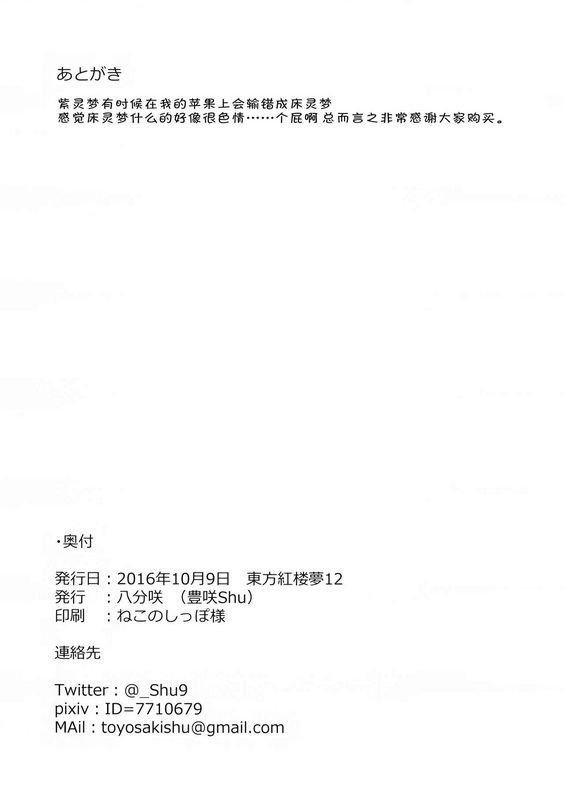 あとがき
紫灵梦有时候在我的苹果上会输错成床灵梦
感觉床灵梦什么的好像很色情……个屁啊 总而言之非常感谢大家购买。
・奥付
発行日：2016年10月9日　東方紅楼夢12
発行　：八分咲　（豊咲Shu）
印刷　：ねこのしっぽ様
連絡先
Twitter：@_Shu9
pixiv：ID=7710679
MAil：toyosakishu@gmail.com